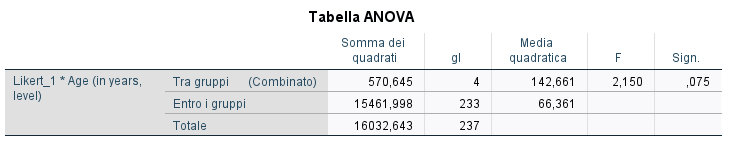 Tabella ANOVA
Somma dei quadrati gl Media quadratica F Sign.
Likert_1 * Age (in years, level) Tra gruppi (Combinato) 570,645 4 142,661 2,150 ,075
Entro i gruppi 15461,998 233 66,361
Totale 16032,643 237